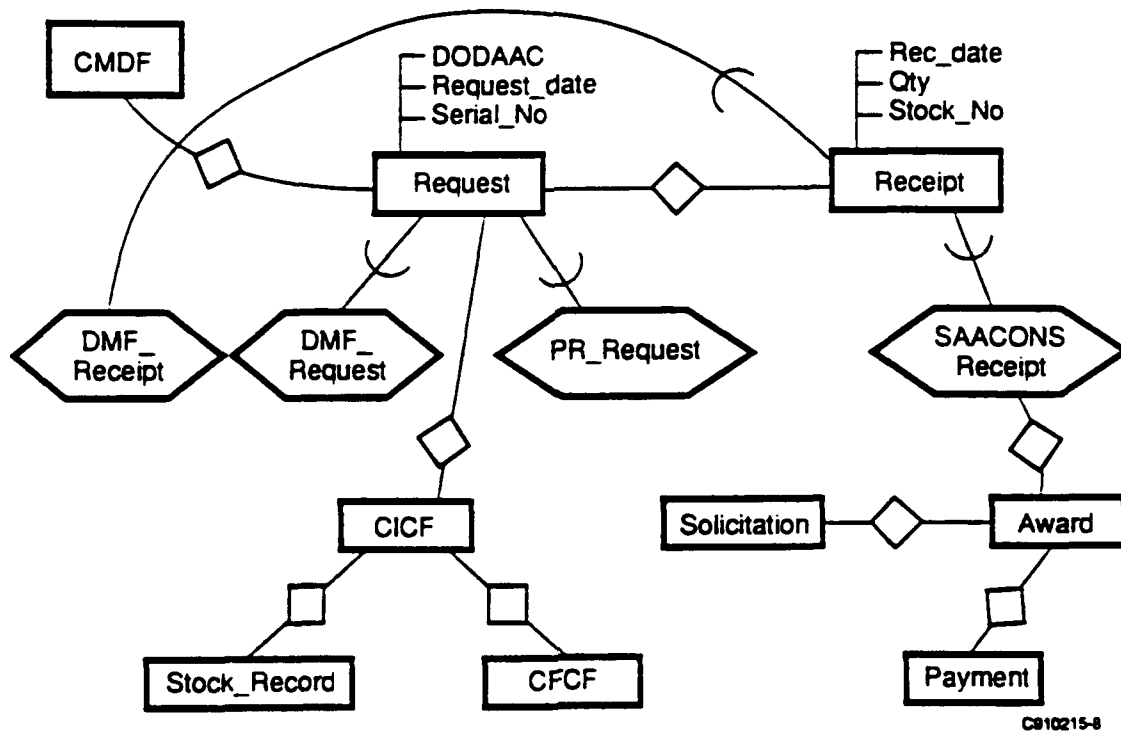 CMDF
DODAAC
Request_date
Serial_No
Rec_date
Qty
Stock_No
Request
Receipt
DMF_
Receipt
DMF_
Request
PR_Request
SAACONS
Receipt
CICF
Solicitation
Award
Stock_Record
CFCF
Payment
C910215-8